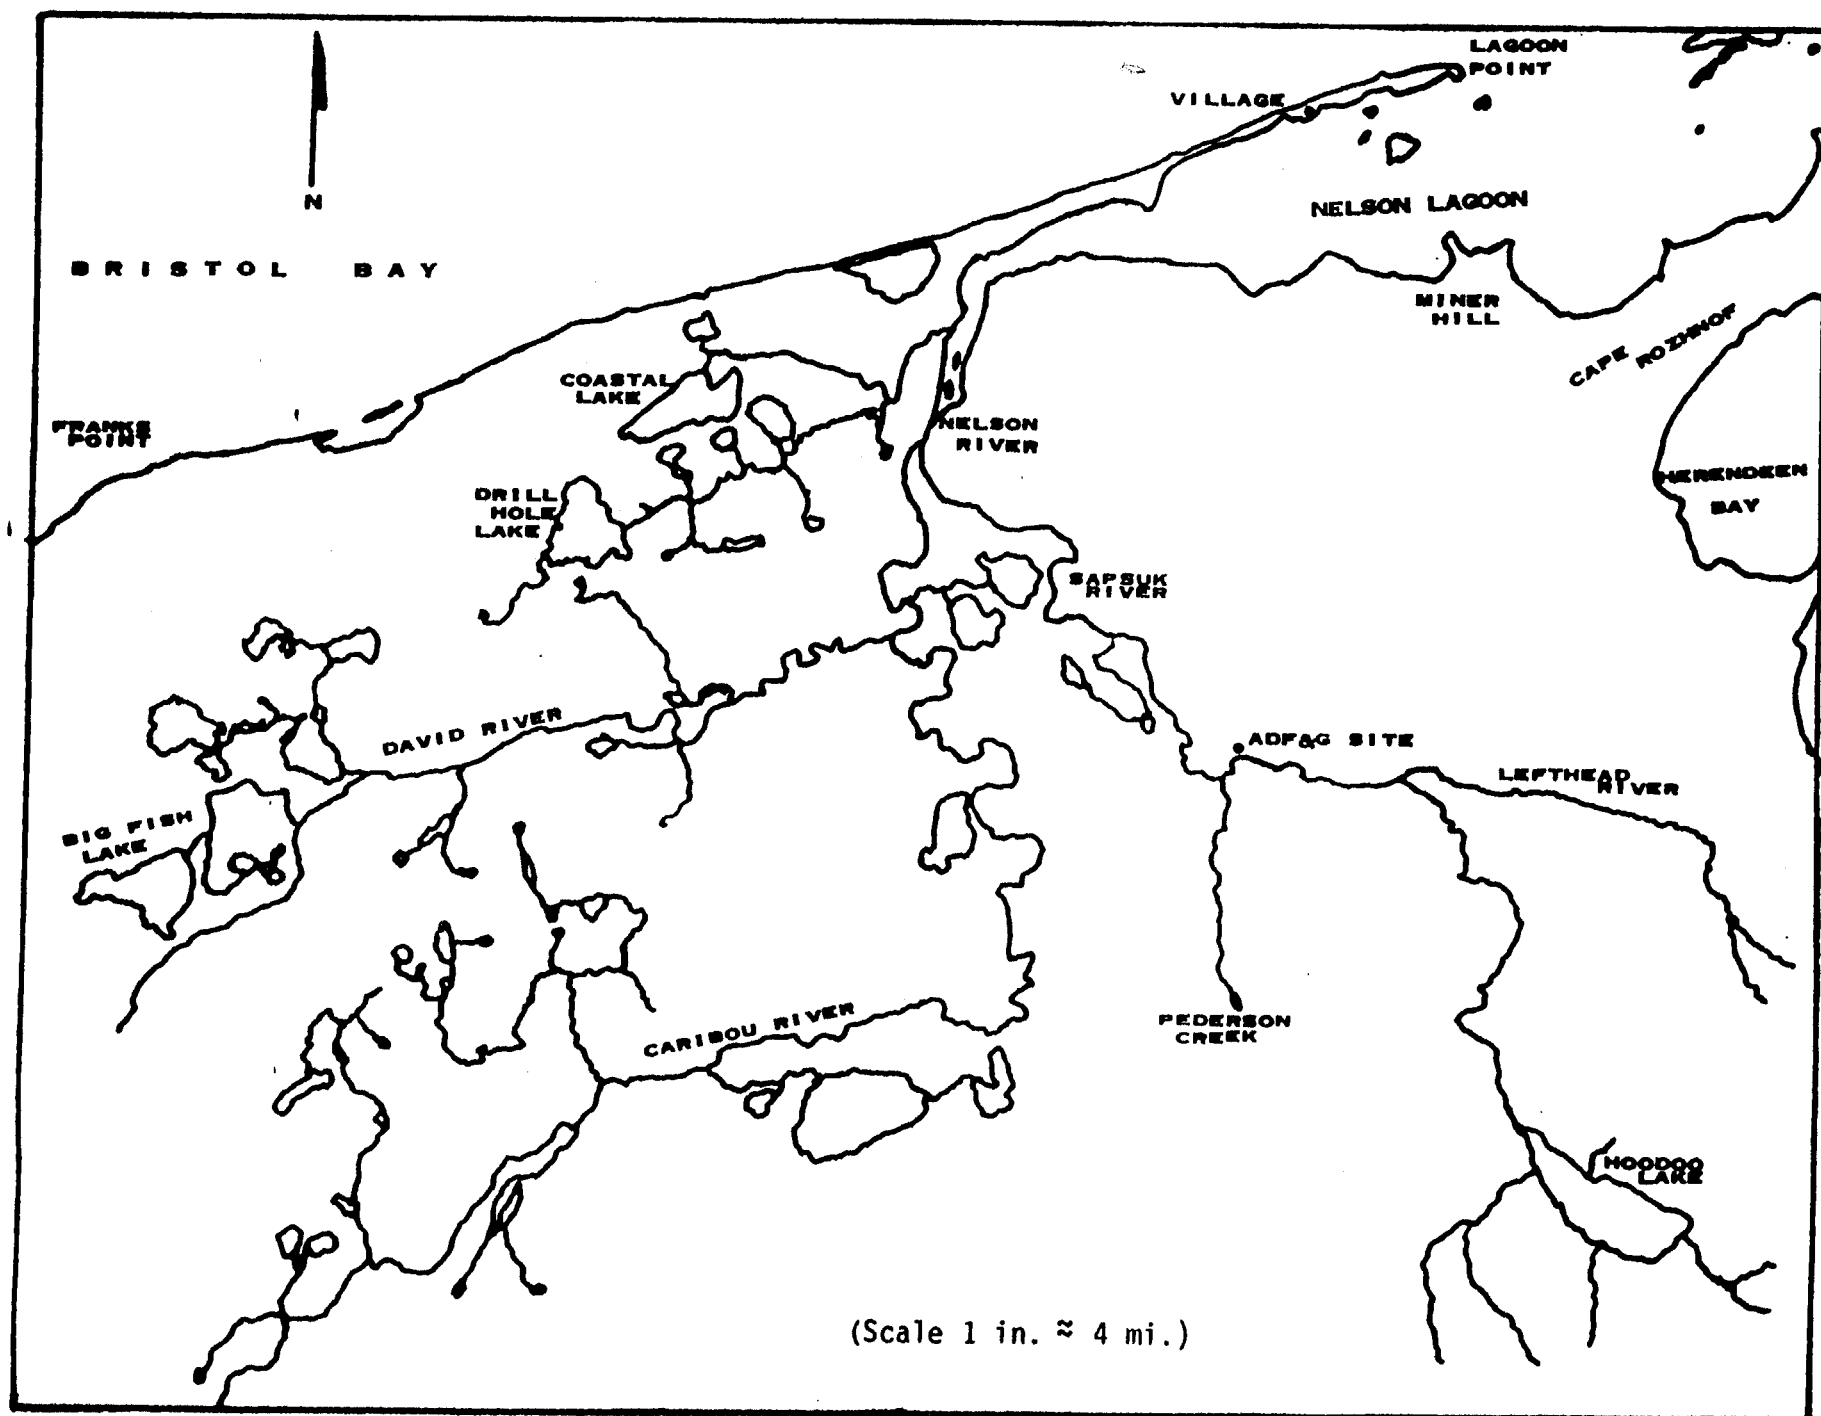 LAGOON
POINT
VILLAGE
N
NELSON LAGOON
BRISTOL BAY
MINER
HILL
CAPE ROZHNOF
COASTAL
LAKE
FRANKS
POINT
NELSON
RIVER
HERENDEEN
BAY
DRILL
HOLE
LAKE
SAPSUK
RIVER
DAVID RIVER
ADF&G SITE
LEFTHEAD
RIVER
BIG FISH
LAKE
CARIBOU RIVER
PEDERSON
CREEK
HOODOO
LAKE
(Scale 1 in. ≈ 4 mi.)